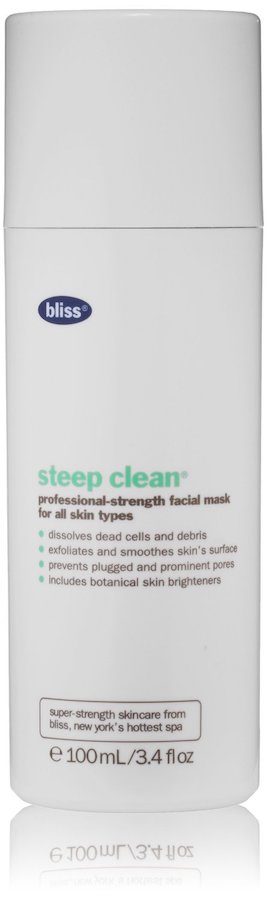 bliss®
steep clean®
professional-strength facial mask
for all skin types
• dissolves dead cells and debris
• exfoliates and smoothes skin's surface
• prevents plugged and prominent pores
• includes botanical skin brighteners
super-strength skincare from
bliss, new york's hottest spa
℮ 100mL/3.4 fl oz